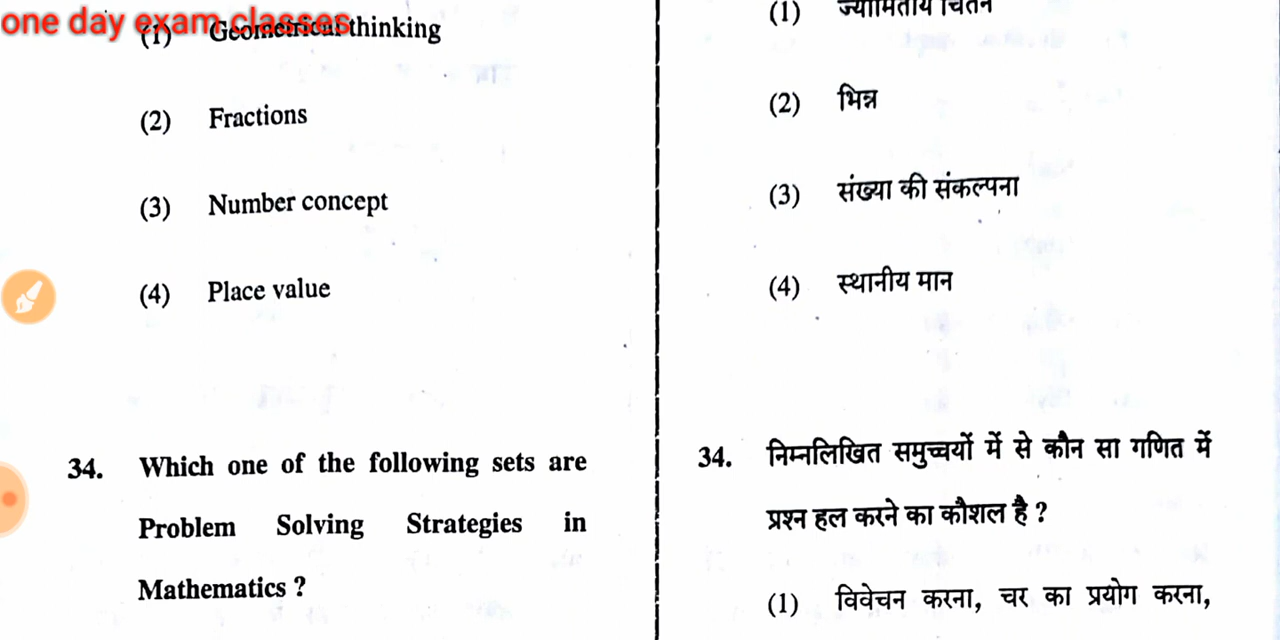 one day exam classes
(1) Geometrical thinking
(2) Fractions
(3) Number concept
(4) Place value
34. Which one of the following sets are
Problem Solving Strategies in
Mathematics ?
(1) ज्यामितीय चिंतन
(2) भिन्न
(3) संख्या की संकल्पना
(4) स्थानीय मान
34. निम्नलिखित समुच्चयों में से कौन सा गणित में
प्रश्न हल करने का कौशल है ?
(1) विवेचन करना, चर का प्रयोग करना,